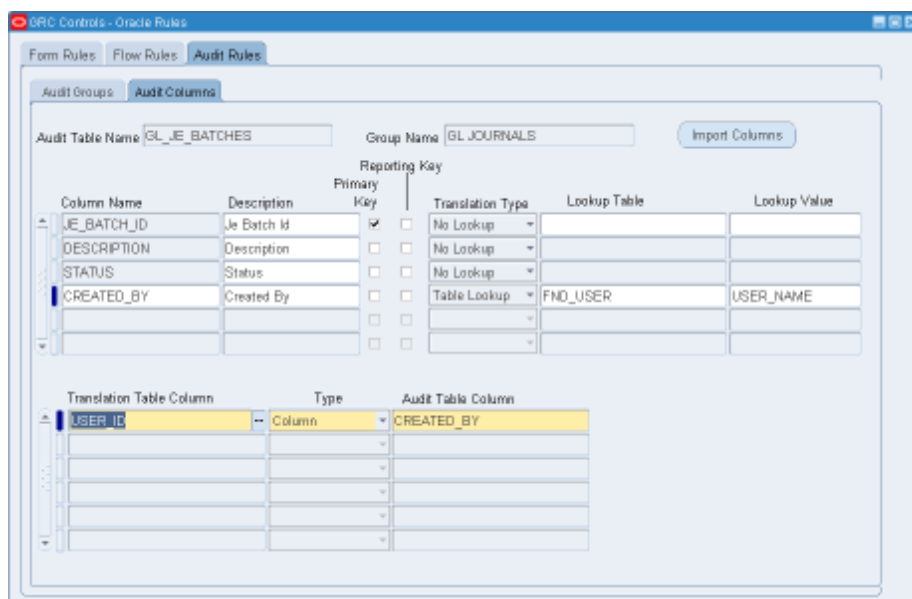 GRC Controls - Oracle Rules
Form Rules Flow Rules Audit Rules
Audit Groups Audit Columns
Audit Table Name GL_JE_BATCHES Group Name GL JOURNALS Import Columns
Reporting Key
Primary
Column Name Description Key Translation Type Lookup Table Lookup Value
JE_BATCH_ID Je Batch Id No Lookup
DESCRIPTION Description No Lookup
STATUS Status No Lookup
CREATED_BY Created By Table Lookup FND_USER USER_NAME
Translation Table Column Type Audit Table Column
USER_ID Column CREATED_BY